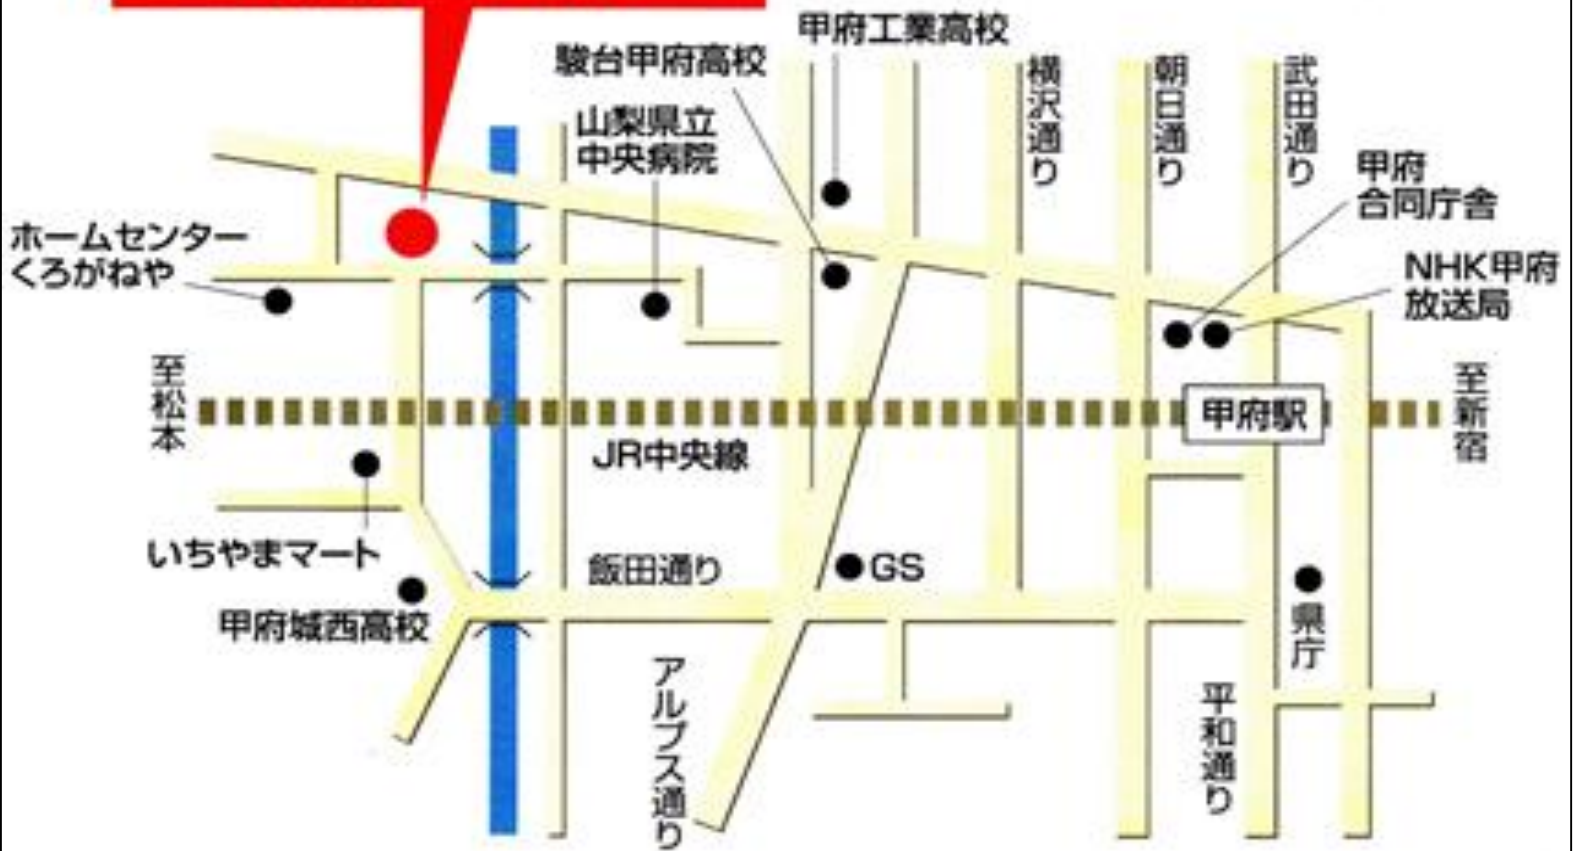 甲府工業高校
駿台甲府高校
山梨県立
中央病院
横沢通り
朝日通り
武田通り
甲府
合同庁舎
ホームセンター
くろがねや
NHK甲府
放送局
至松本
至新宿
甲府駅
JR中央線
いちやまマート
飯田通り
GS
甲府城西高校
県庁
アルプス通り
平和通り